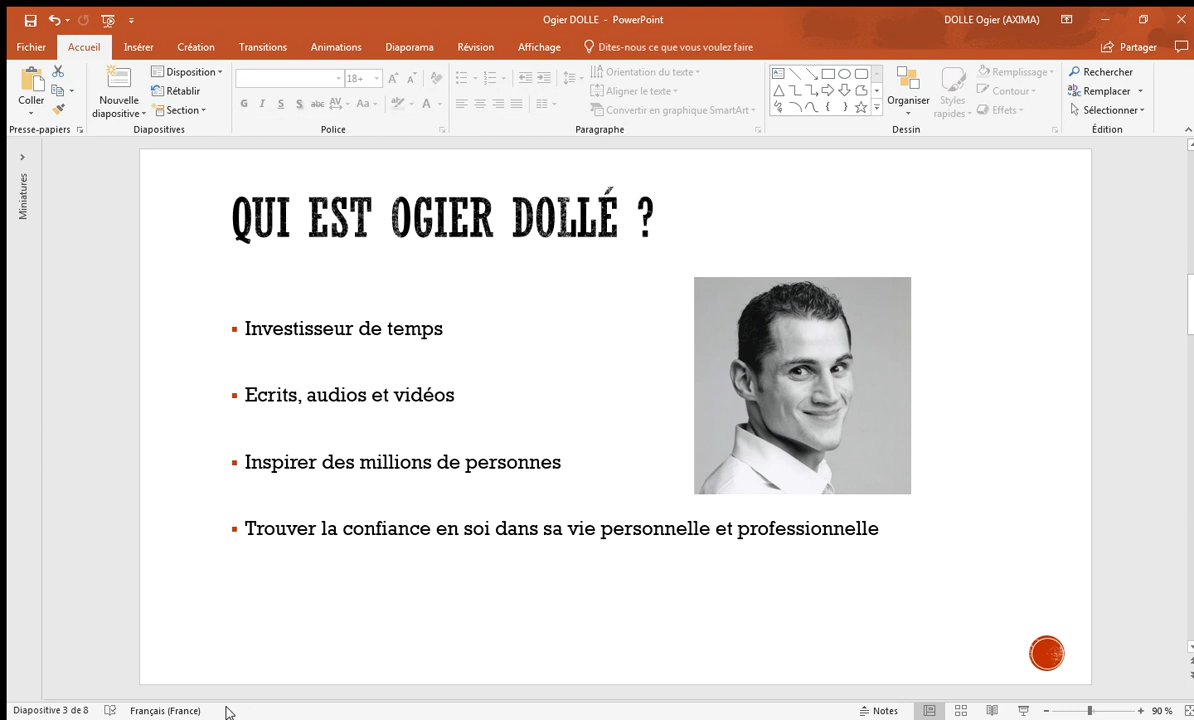 Ogier DOLLE - PowerPoint
DOLLE Ogier (AXIMA)
Fichier Accueil Insérer Création Transitions Animations Diaporama Révision Affichage Dites-nous ce que vous voulez faire Partager
Coller
Presse-papiers
Nouvelle
diapositive
Disposition
Rétablir
Section
Diapositives
18+
G I S S abc AV Aa A
Police
Orientation du texte
Aligner le texte
Convertir en graphique SmartArt
Paragraphe
Organiser
Styles
rapides
Remplissage
Contour
Effets
Dessin
Rechercher
Remplacer
Sélectionner
Édition
Miniatures
QUI EST OGIER DOLLÉ ?
Investisseur de temps
Ecrits, audios et vidéos
Inspirer des millions de personnes
Trouver la confiance en soi dans sa vie personnelle et professionnelle
Diapositive 3 de 8 Français (France) Notes 90 %